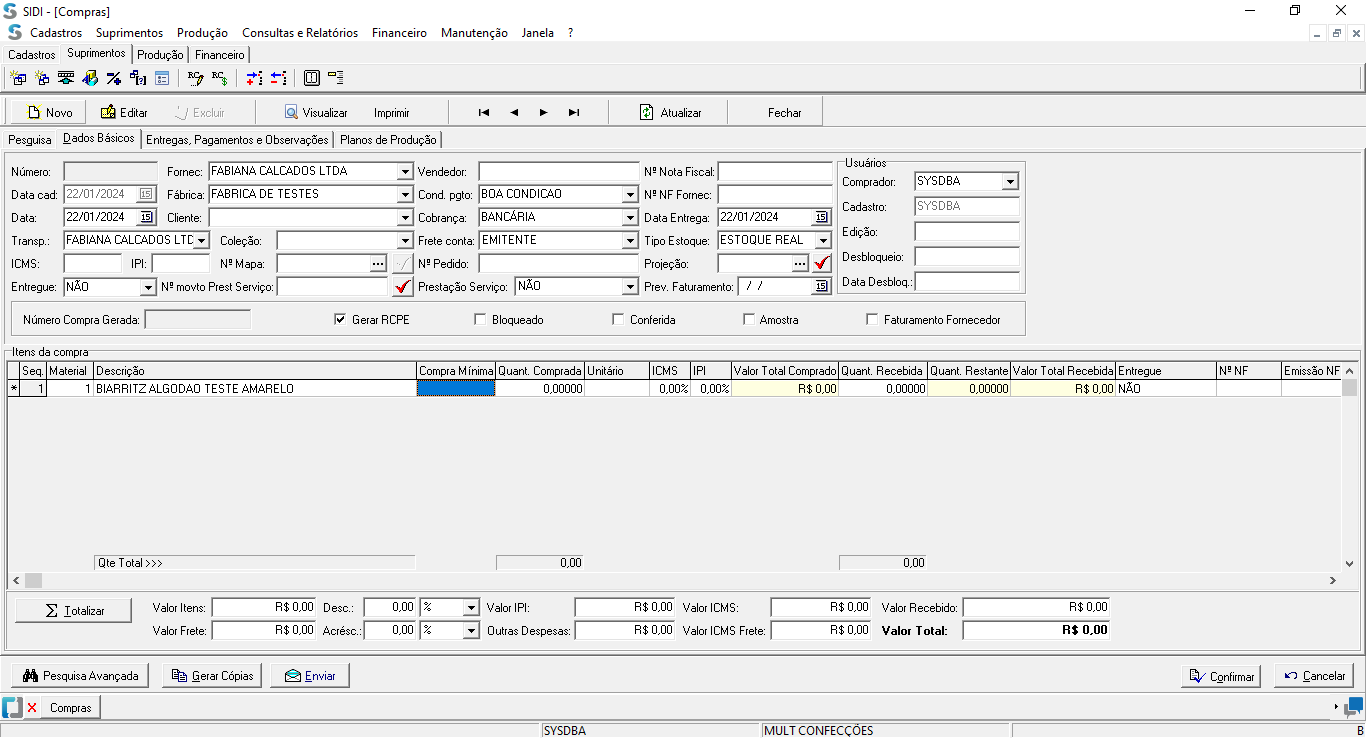 SIDI - [Compras]
Cadastros Suprimentos Produção Consultas e Relatórios Financeiro Manutenção Janela ?
Cadastros Suprimentos Produção Financeiro
Novo Editar Excluir Visualizar Imprimir Atualizar Fechar
Pesquisa Dados Básicos Entregas, Pagamentos e Observações Planos de Produção
Número: Fornec: FABIANA CALCADOS LTDA Vendedor: Nº Nota Fiscal: Usuários
Comprador: SYSDBA
Data cad: 22/01/2024 15 Fábrica: FABRICA DE TESTES Cond. pgto: BOA CONDICAO Nº NF Fornec:
Cadastro: SYSDBA
Data: 22/01/2024 15 Cliente: Cobrança: BANCÁRIA Data Entrega: 22/01/2024 15
Edição:
Transp.: FABIANA CALCADOS LTC Coleção: Frete conta: EMITENTE Tipo Estoque: ESTOQUE REAL
Desbloqueio:
ICMS: IPI: Nº Mapa: ... Nº Pedido: Projeção: ...
Data Desbloq.:
Entregue: NÃO Nº movto Prest Serviço: Prestação Serviço: NÃO Prev. Faturamento: / / 15
Número Compra Gerada: Gerar RCPE Bloqueado Conferida Amostra Faturamento Fornecedor
Itens da compra
Seq. Material Descrição Compra Mínima Quant. Comprada Unitário ICMS IPI Valor Total Comprado Quant. Recebida Quant. Restante Valor Total Recebida Entregue Nº NF Emissão NF
* 1 1 BIARRITZ ALGODAO TESTE AMARELO 0,00000 0,00% 0,00% R$ 0,00 0,00000 0,00000 R$ 0,00 NÃO
Qte Total >>> 0,00 0,00
Totalizar Valor Itens: R$ 0,00 Desc.: 0,00 % Valor IPI: R$ 0,00 Valor ICMS: R$ 0,00 Valor Recebido: R$ 0,00
Valor Frete: R$ 0,00 Acrésc.: 0,00 % Outras Despesas: R$ 0,00 Valor ICMS Frete: R$ 0,00 Valor Total: R$ 0,00
Pesquisa Avançada Gerar Cópias Enviar Confirmar Cancelar
Compras
SYSDBA MULT CONFECÇÕES B